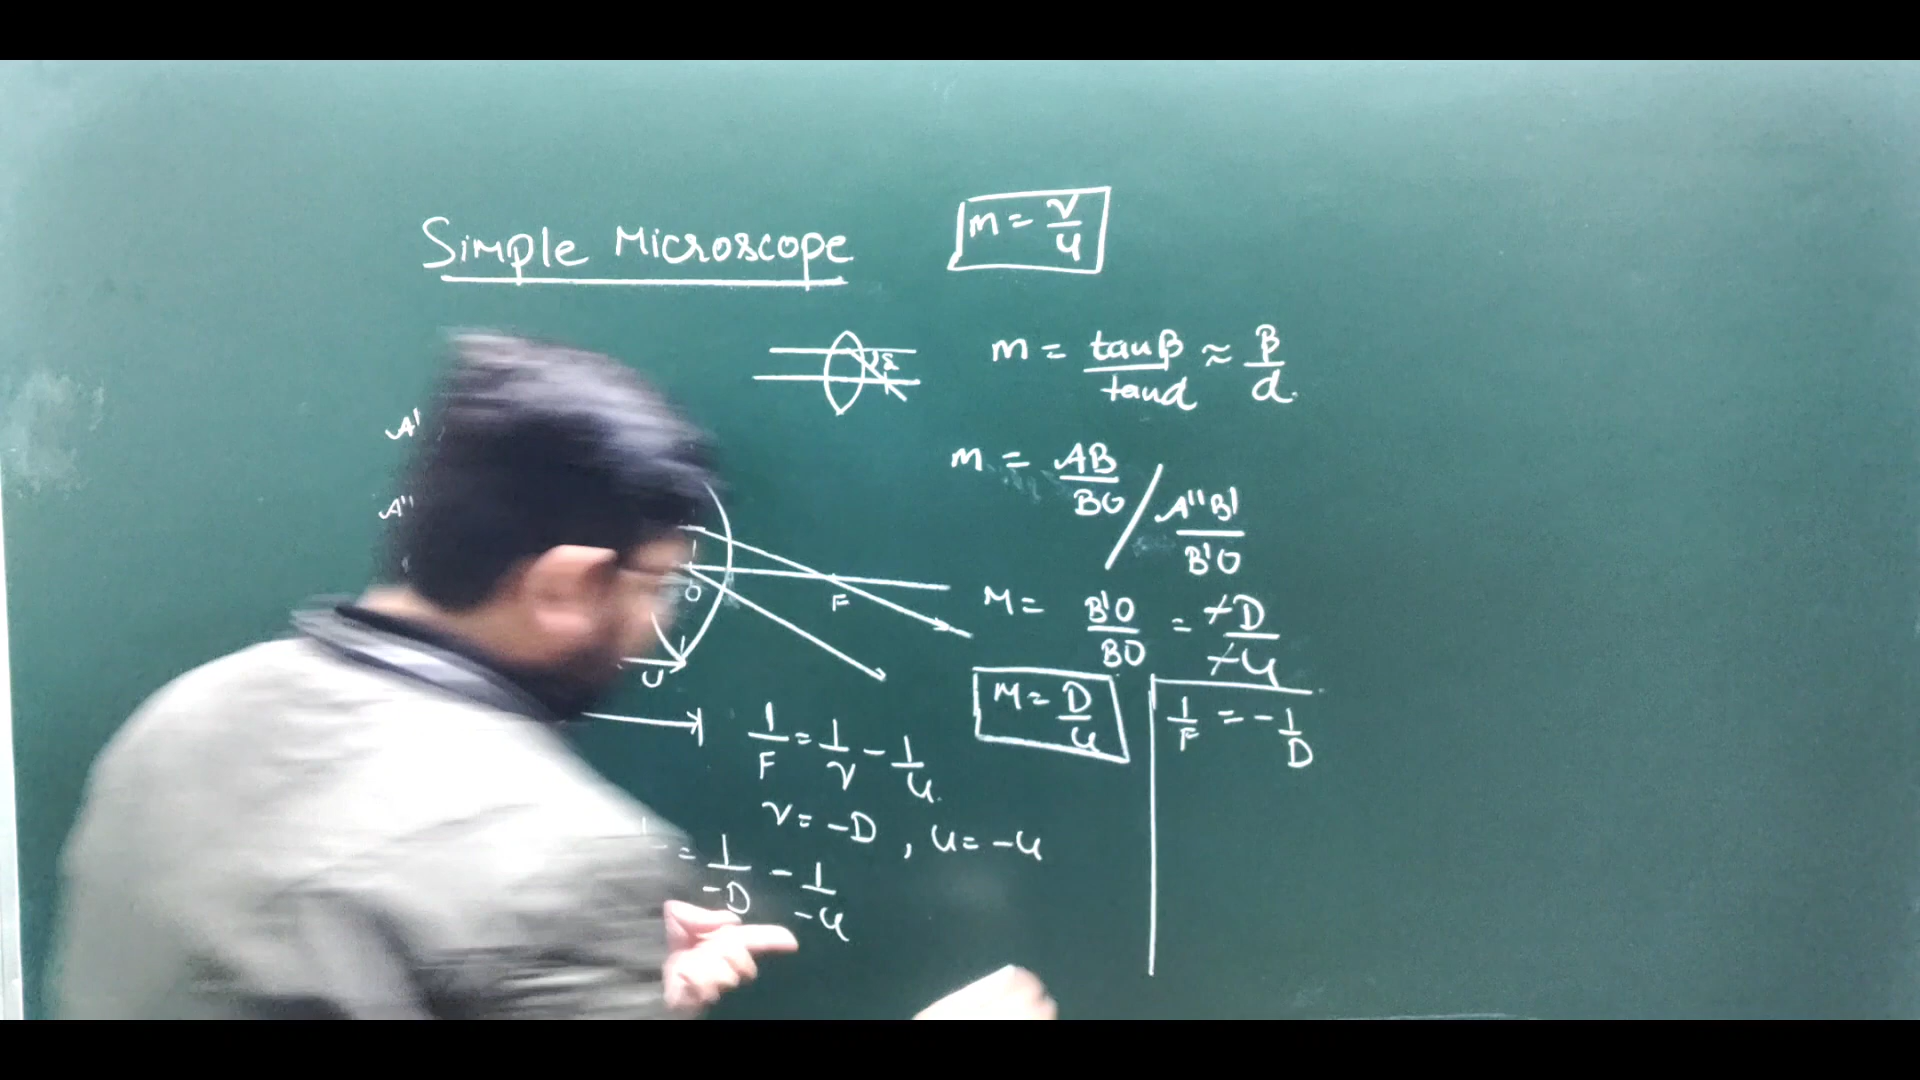 Simple Microscope
m = v/u
δ
m = tanβ/tanα ≈ β/α.
A'
m = AB/BO / A''B'/B'O
A''
O
F
M = B'O/BO = -D/-u
U
M = D/u
1/F = -1/D
1/F = 1/v - 1/u.
v = -D, u = -u
= 1/-D - 1/-u